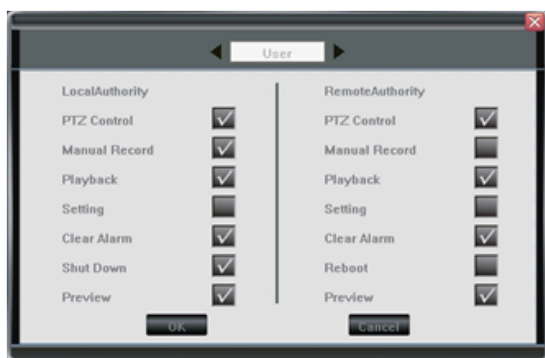 User
LocalAuthority
PTZ Control
Manual Record
Playback
Setting
Clear Alarm
Shut Down
Preview
RemoteAuthority
PTZ Control
Manual Record
Playback
Setting
Clear Alarm
Reboot
Preview
OK
Cancel